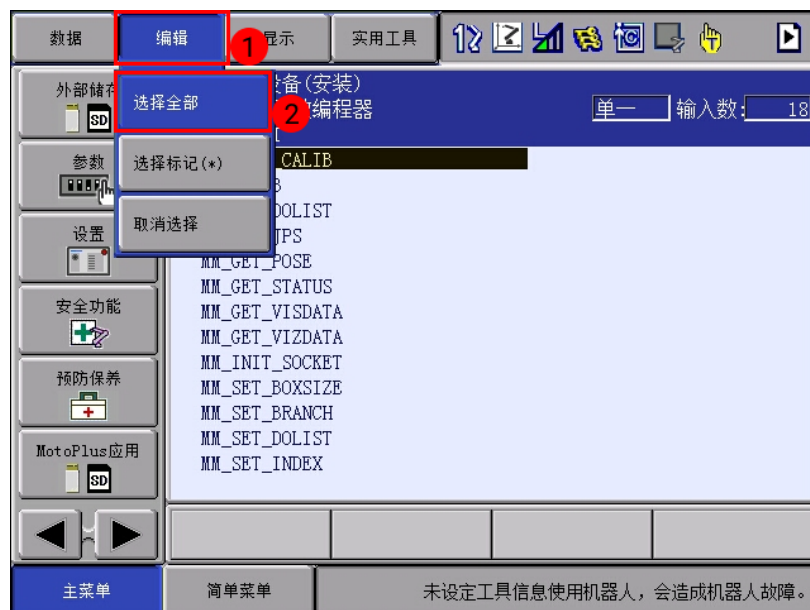 数据
编辑
1
显示
实用工具
外部储存
SD
选择全部
2
设备(安装)
编程器
单一
输入数:
18
参数
选择标记(*)
CALIB
设置
取消选择
DOLIST
JPS
MM_GET_POSE
MM_GET_STATUS
安全功能
MM_GET_VISDATA
MM_GET_VIZDATA
MM_INIT_SOCKET
预防保养
MM_SET_BOXSIZE
MM_SET_BRANCH
MotoPlus应用
MM_SET_DOLIST
SD
MM_SET_INDEX
主菜单
简单菜单
未设定工具信息使用机器人，会造成机器人故障。